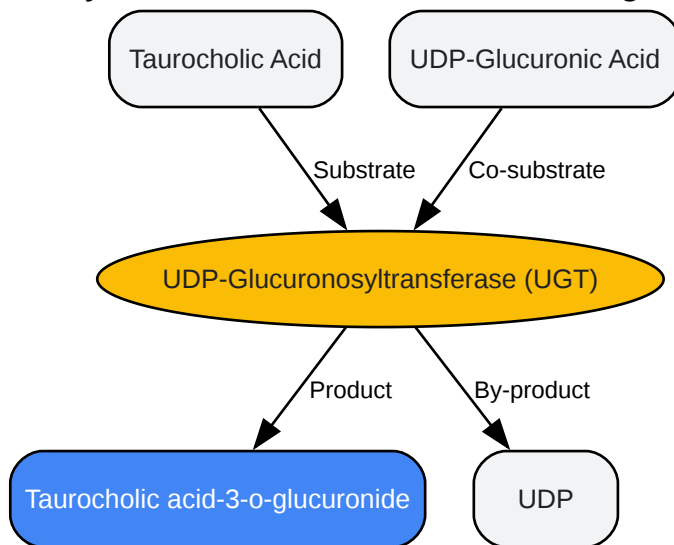 Taurocholic Acid
UDP-Glucuronic Acid
Substrate
Co-substrate
UDP-Glucuronosyltransferase (UGT)
Product
By-product
Taurocholic acid-3-o-glucuronide
UDP